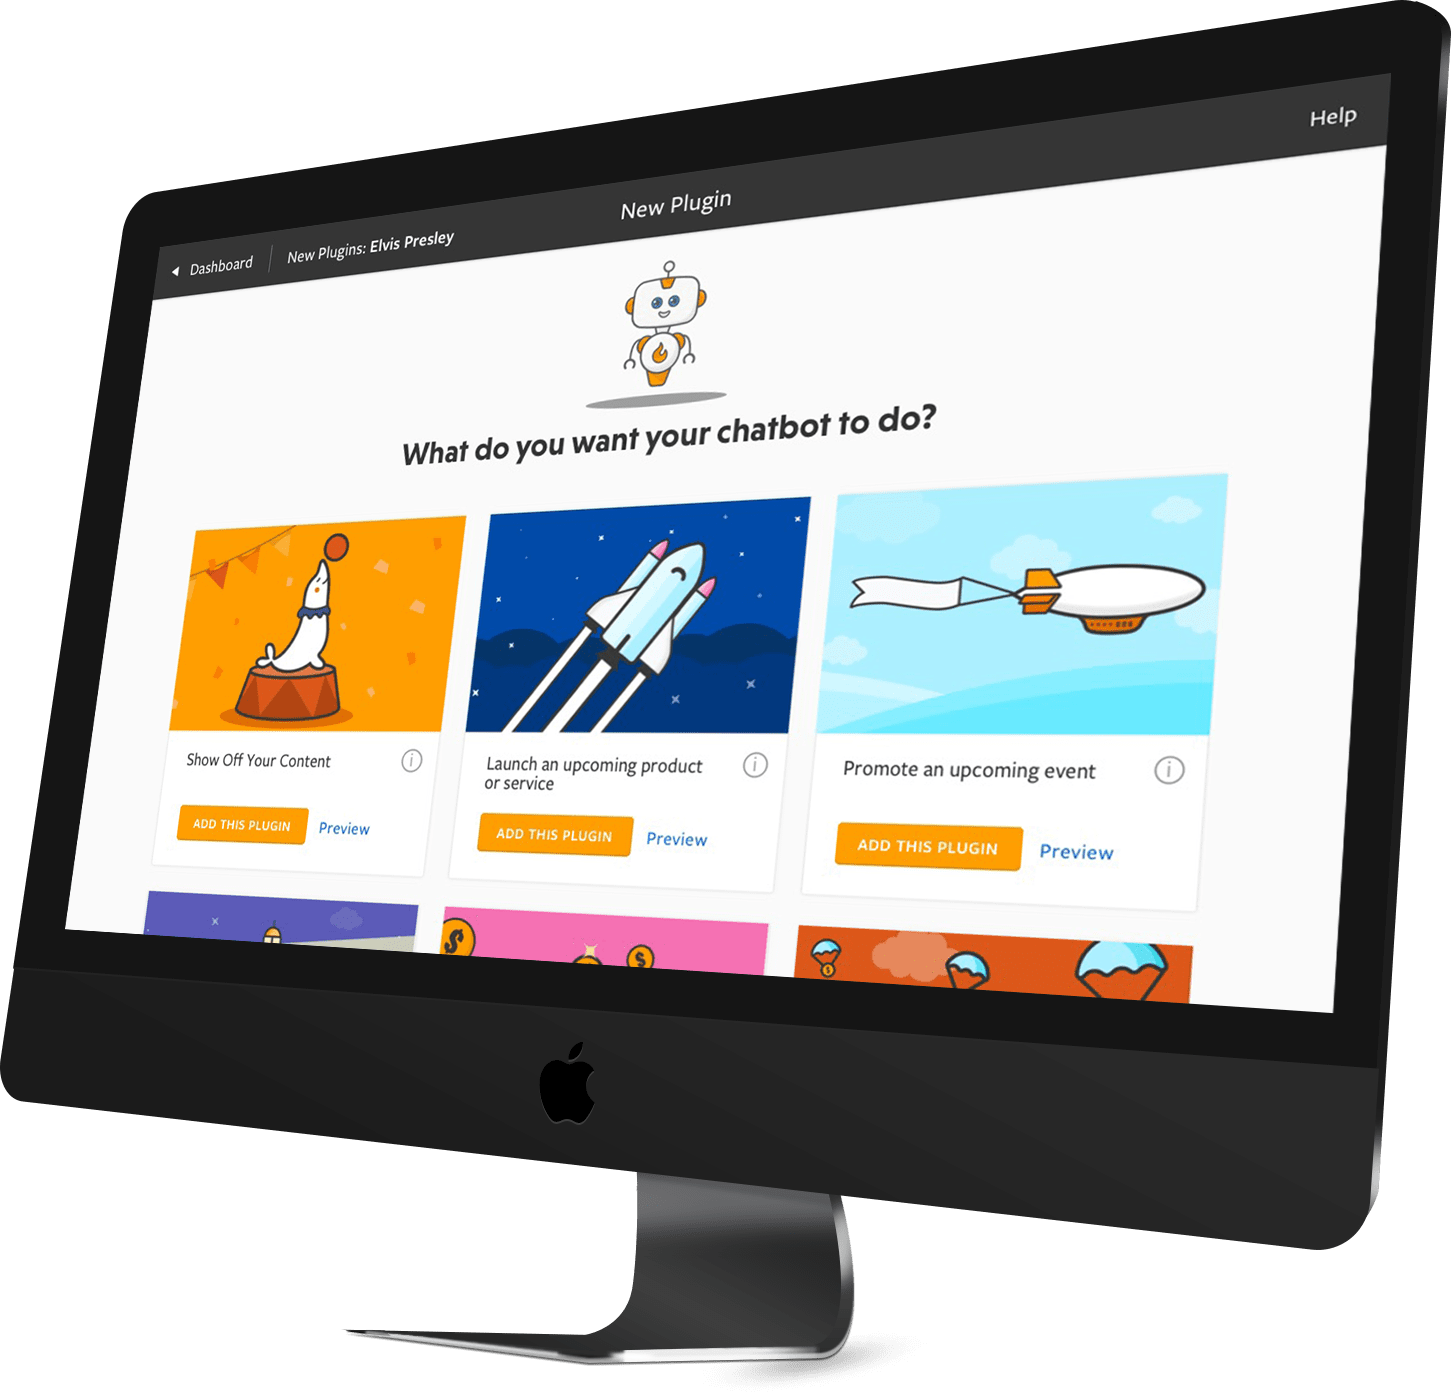 Help
New Plugin
Dashboard
New Plugins: Elvis Presley
What do you want your chatbot to do?
Show Off Your Content
ADD THIS PLUGIN
Preview
Launch an upcoming product
or service
ADD THIS PLUGIN
Preview
Promote an upcoming event
ADD THIS PLUGIN
Preview